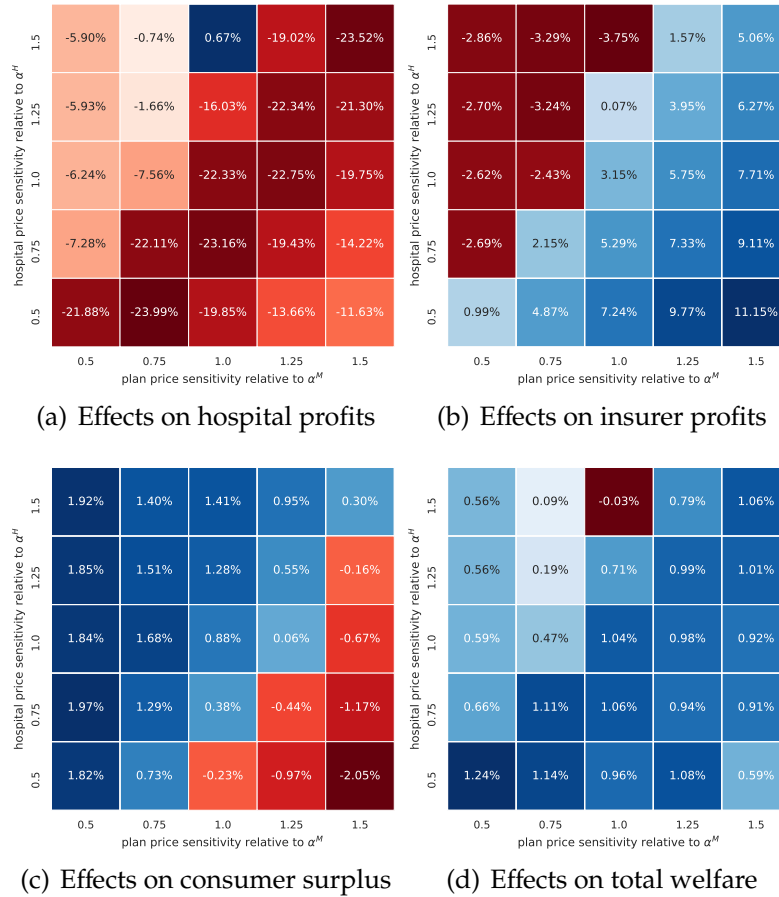 hospital price sensitivity relative to α^H
1.5 -5.90% -0.74% 0.67% -19.02% -23.52%
1.25 -5.93% -1.66% -16.03% -22.34% -21.30%
1.0 -6.24% -7.56% -22.33% -22.75% -19.75%
0.75 -7.28% -22.11% -23.16% -19.43% -14.22%
0.5 -21.88% -23.99% -19.85% -13.66% -11.63%
0.5 0.75 1.0 1.25 1.5
plan price sensitivity relative to α^M
(a) Effects on hospital profits
hospital price sensitivity relative to α^H
1.5 -2.86% -3.29% -3.75% 1.57% 5.06%
1.25 -2.70% -3.24% 0.07% 3.95% 6.27%
1.0 -2.62% -2.43% 3.15% 5.75% 7.71%
0.75 -2.69% 2.15% 5.29% 7.33% 9.11%
0.5 0.99% 4.87% 7.24% 9.77% 11.15%
0.5 0.75 1.0 1.25 1.5
plan price sensitivity relative to α^M
(b) Effects on insurer profits
hospital price sensitivity relative to α^H
1.5 1.92% 1.40% 1.41% 0.95% 0.30%
1.25 1.85% 1.51% 1.28% 0.55% -0.16%
1.0 1.84% 1.68% 0.88% 0.06% -0.67%
0.75 1.97% 1.29% 0.38% -0.44% -1.17%
0.5 1.82% 0.73% -0.23% -0.97% -2.05%
0.5 0.75 1.0 1.25 1.5
plan price sensitivity relative to α^M
(c) Effects on consumer surplus
hospital price sensitivity relative to α^H
1.5 0.56% 0.09% -0.03% 0.79% 1.06%
1.25 0.56% 0.19% 0.71% 0.99% 1.01%
1.0 0.59% 0.47% 1.04% 0.98% 0.92%
0.75 0.66% 1.11% 1.06% 0.94% 0.91%
0.5 1.24% 1.14% 0.96% 1.08% 0.59%
0.5 0.75 1.0 1.25 1.5
plan price sensitivity relative to α^M
(d) Effects on total welfare